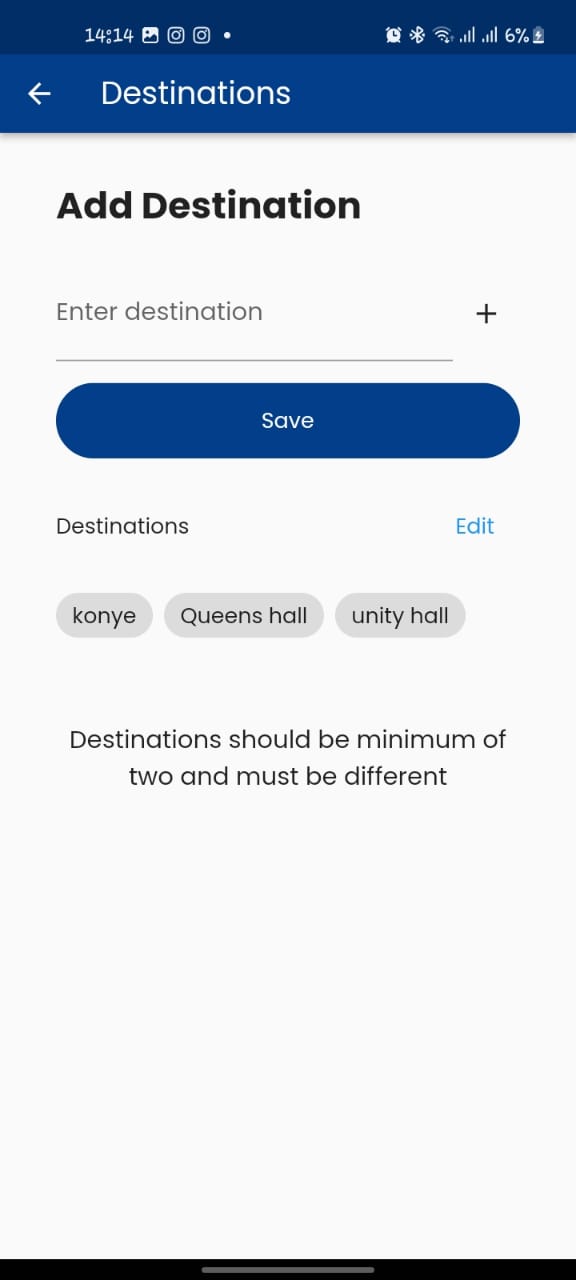 14:14 6%
Destinations
Add Destination
Enter destination +
Save
Destinations Edit
konye Queens hall unity hall
Destinations should be minimum of
two and must be different